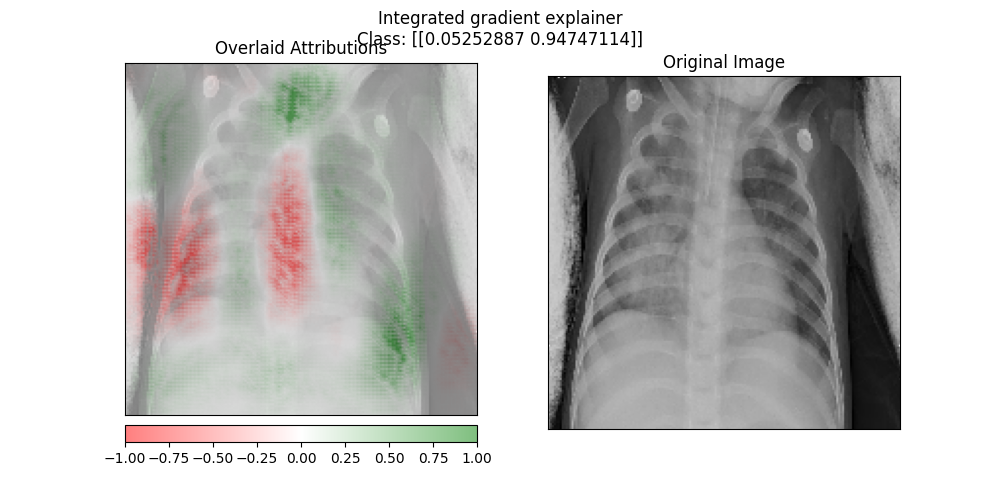 Integrated gradient explainer
Class: [[0.05252887 0.94747114]]
Overlaid Attributions
Original Image
−1.00 −0.75 −0.50 −0.25 0.00 0.25 0.50 0.75 1.00